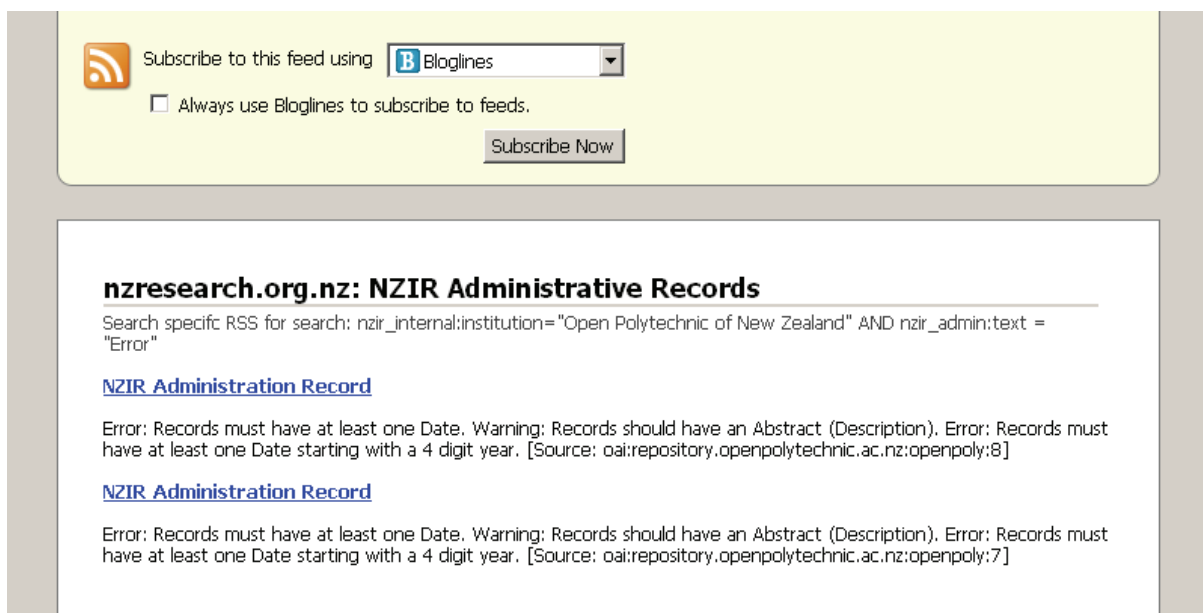 Subscribe to this feed using B Bloglines
Always use Bloglines to subscribe to feeds.
Subscribe Now
nzresearch.org.nz: NZIR Administrative Records
Search specifc RSS for search: nzir_internal:institution="Open Polytechnic of New Zealand" AND nzir_admin:text =
"Error"
NZIR Administration Record
Error: Records must have at least one Date. Warning: Records should have an Abstract (Description). Error: Records must
have at least one Date starting with a 4 digit year. [Source: oai:repository.openpolytechnic.ac.nz:openpoly:8]
NZIR Administration Record
Error: Records must have at least one Date. Warning: Records should have an Abstract (Description). Error: Records must
have at least one Date starting with a 4 digit year. [Source: oai:repository.openpolytechnic.ac.nz:openpoly:7]